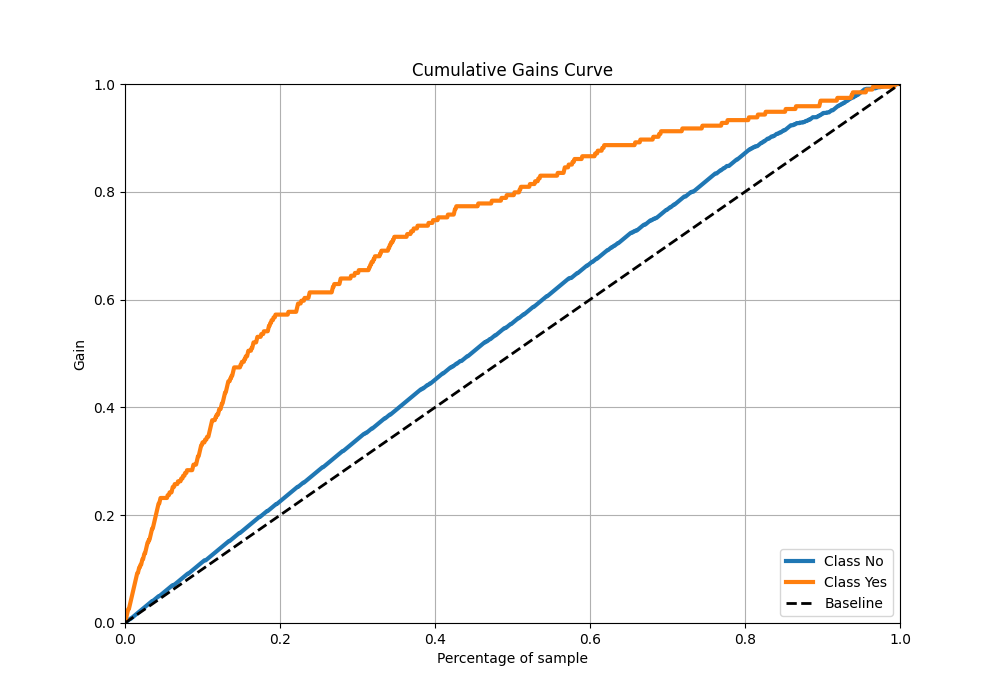 Cumulative Gains Curve
1.0
0.8
0.6
0.4
0.2
0.0
Gain
0.0 0.2 0.4 0.6 0.8 1.0
Percentage of sample
Class No
Class Yes
Baseline